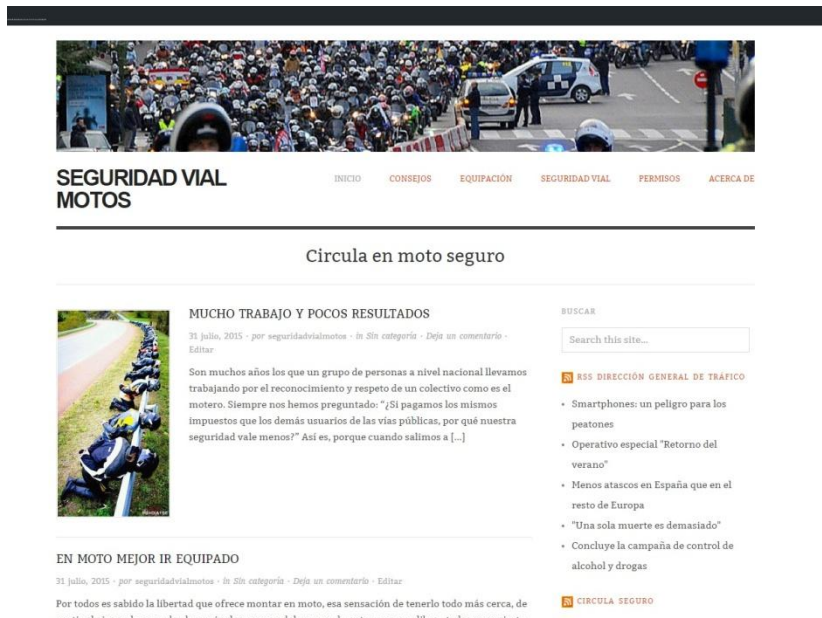 SEGURIDAD VIAL
MOTOS
INICIO
CONSEJOS
EQUIPACIÓN
SEGURIDAD VIAL
PERMISOS
ACERCA DE
Circula en moto seguro
MUCHO TRABAJO Y POCOS RESULTADOS
31 julio, 2015 · por seguridadvialmotos · in Sin categoría · Deja un comentario ·
Editar
Son muchos años los que un grupo de personas a nivel nacional llevamos
trabajando por el reconocimiento y respeto de un colectivo como es el
motero. Siempre nos hemos preguntado: “¿Si pagamos los mismos
impuestos que los demás usuarios de las vías públicas, por qué nuestra
seguridad vale menos?” Así es, porque cuando salimos a [...]
EN MOTO MEJOR IR EQUIPADO
31 julio, 2015 · por seguridadvialmotos · in Sin categoría · Deja un comentario · Editar
Por todos es sabido la libertad que ofrece montar en moto, esa sensación de tenerlo todo más cerca, de
BUSCAR
Search this site...
RSS DIRECCIÓN GENERAL DE TRÁFICO
• Smartphones: un peligro para los
peatones
• Operativo especial "Retorno del
verano"
• Menos atascos en España que en el
resto de Europa
• "Una sola muerte es demasiado"
• Concluye la campaña de control de
alcohol y drogas
CIRCULA SEGURO